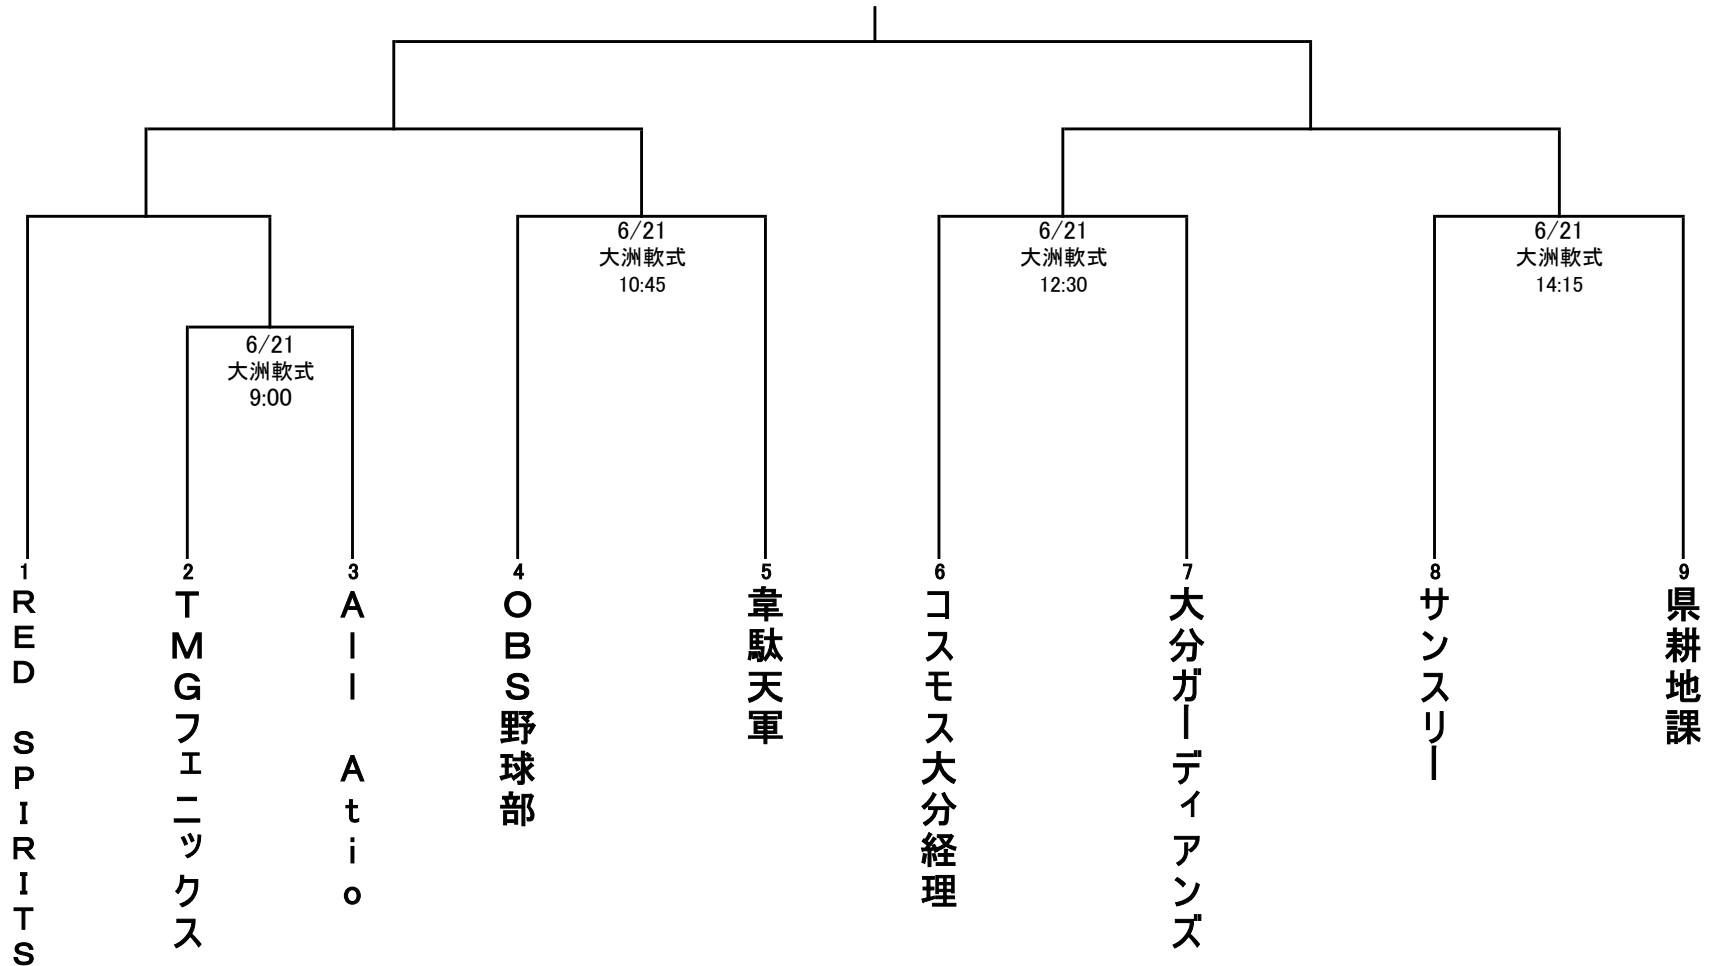 6/21
大洲軟式
10:45
6/21
大洲軟式
12:30
6/21
大洲軟式
14:15
6/21
大洲軟式
9:00
1
RED SPIRITS
2
TMGフェニックス
3
All Atio
4
OBS野球部
5
韋駄天軍
6
コスモス大分経理
7
大分ガーディアンズ
8
サンスリー
9
県耕地課